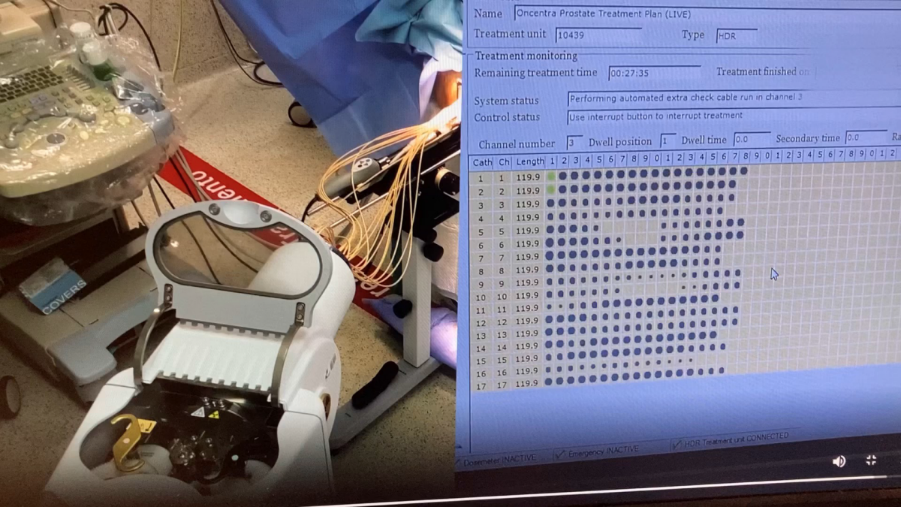 Name Oncentra Prostate Treatment Plan (LIVE)
Treatment unit 10439 Type HDR
Treatment monitoring
Remaining treatment time 00:27:35 Treatment finished on
System status Performing automated extra check cable run in channel 3
Control status Use interrupt button to interrupt treatment
Channel number 3 Dwell position 1 Dwell time 0.0 Secondary time 0.0 Ra
Cath Ch Length 1 2 3 4 5 6 7 8 9 0 1 2 3 4 5 6 7 8 9 0 1 2 3 4 5 6 7 8 9 0 1 2
1 1 119.9
2 2 119.9
3 3 119.9
4 4 119.9
5 5 119.9
6 6 119.9
7 7 119.9
8 8 119.9
9 9 119.9
10 10 119.9
11 11 119.9
12 12 119.9
13 13 119.9
14 14 119.9
15 15 119.9
16 16 119.9
17 17 119.9
Dosemeter INACTIVE Emergency INACTIVE HDR Treatment unit CONNECTED
COVERS